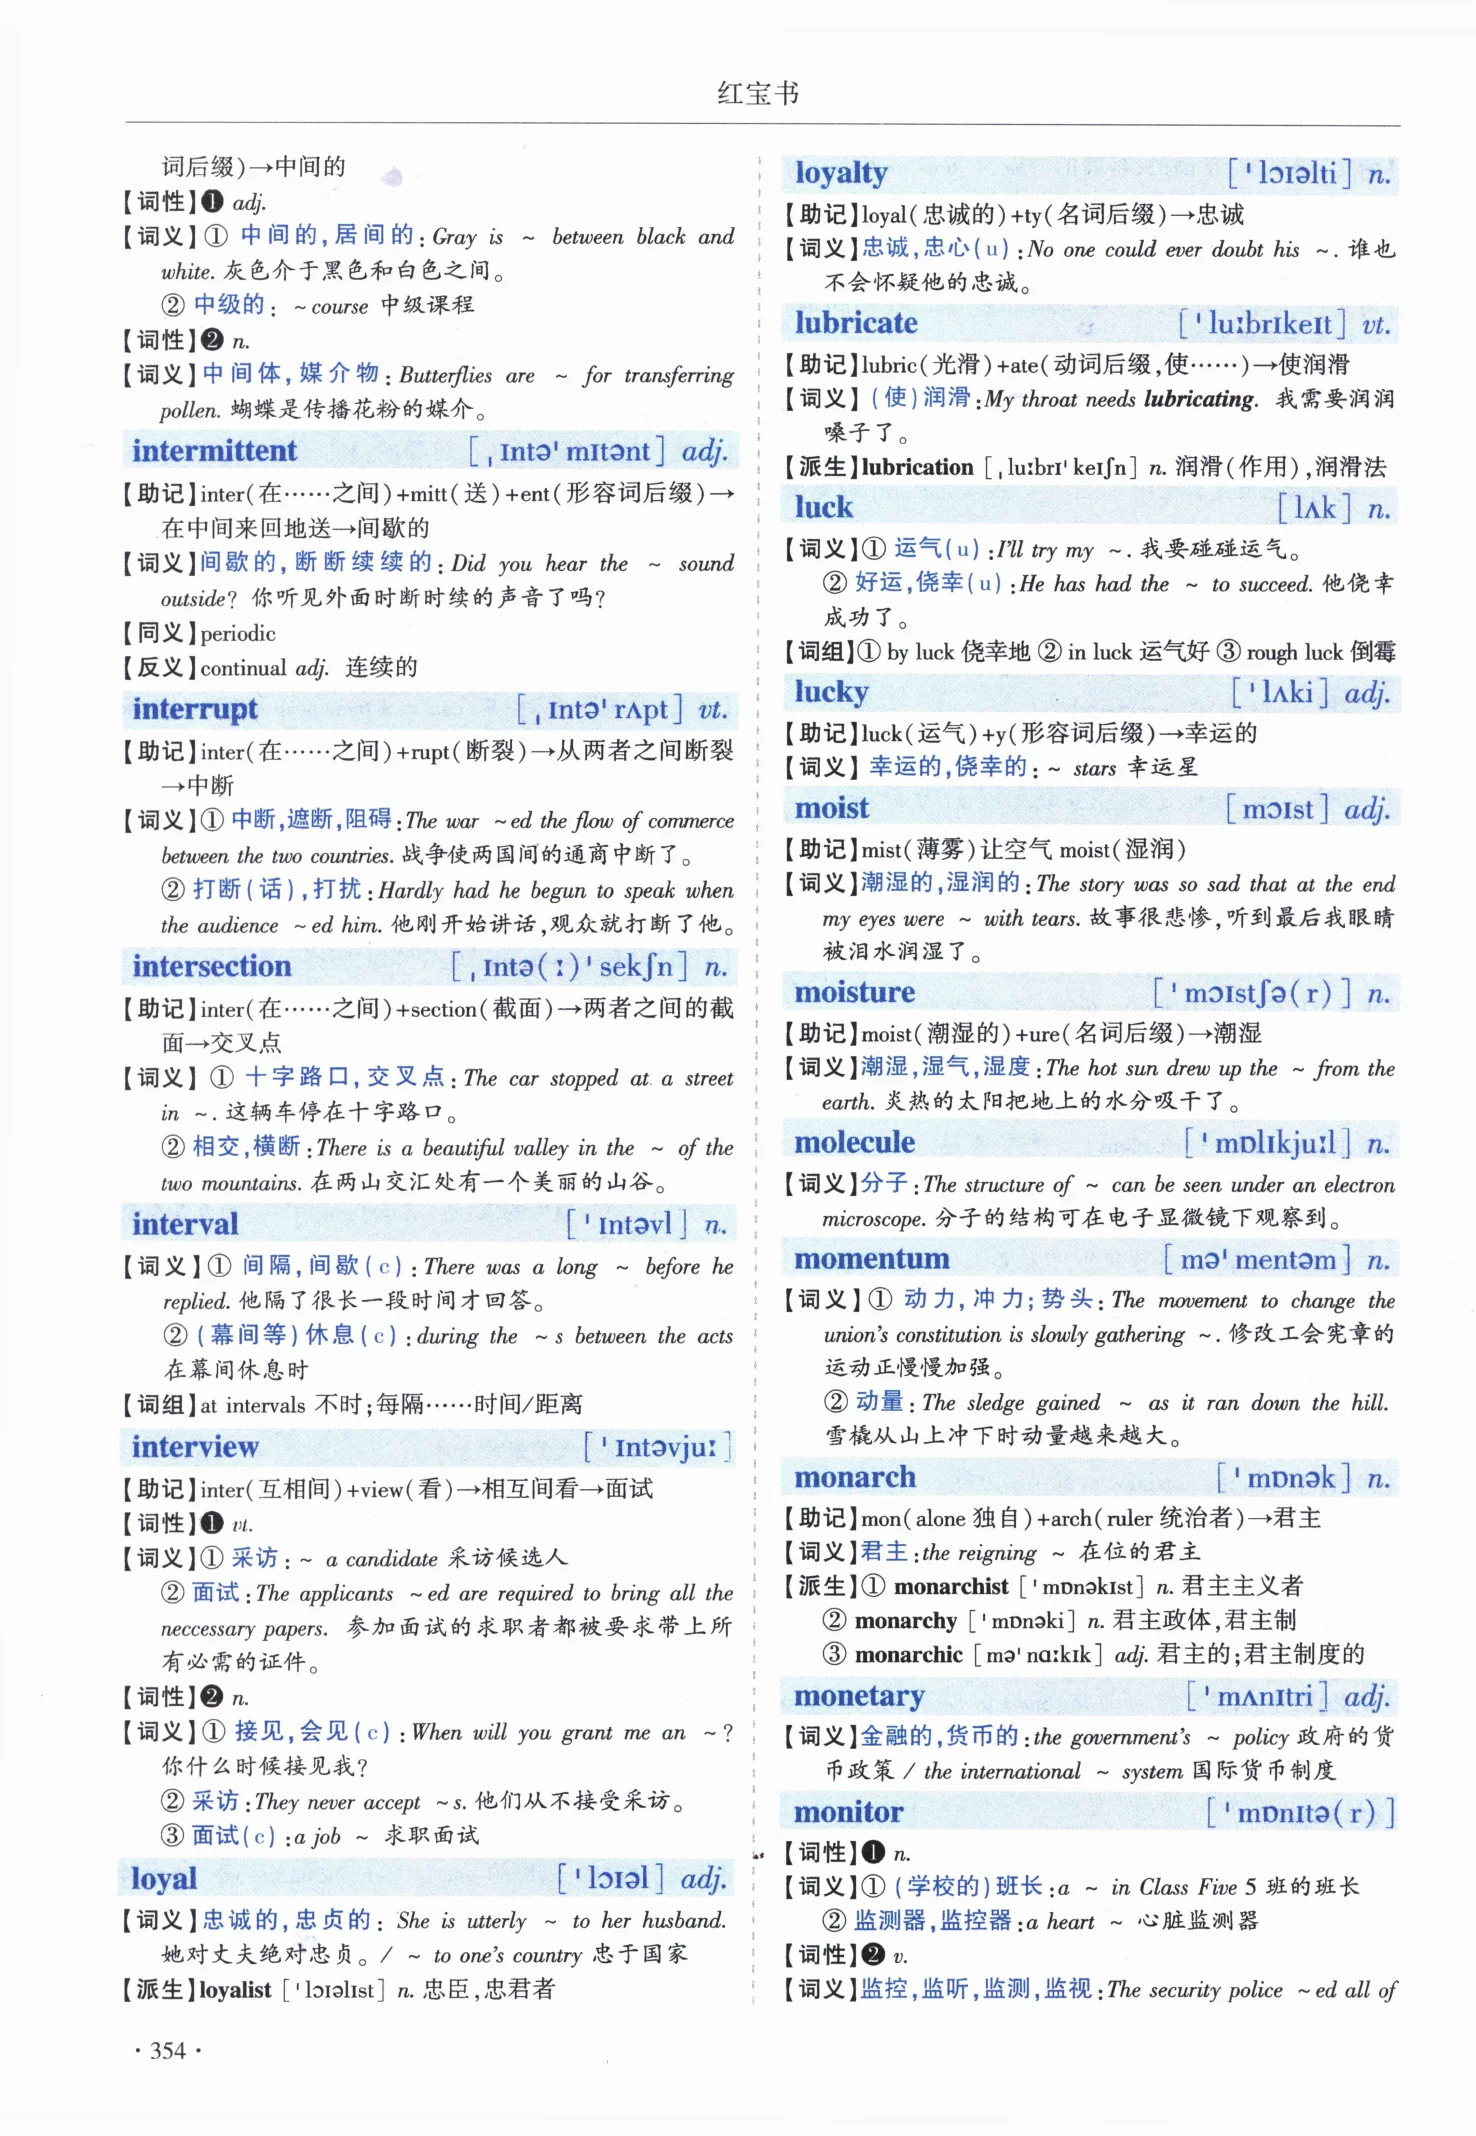 红宝书
词后缀)→中间的
【词性】❶ adj.
【词义】① 中间的,居间的:Gray is ~ between black and
white. 灰色介于黑色和白色之间。
② 中级的: ~course 中级课程
【词性】❷ n.
【词义】中间体,媒介物:Butterflies are ~ for transferring
pollen. 蝴蝶是传播花粉的媒介。
intermittent [ˌɪntə'mɪtənt] adj.
【助记】inter(在……之间)+mitt(送)+ent(形容词后缀)→
在中间来回地送→间歇的
【词义】间歇的,断断续续的:Did you hear the ~ sound
outside? 你听见外面时断时续的声音了吗?
【同义】periodic
【反义】continual adj. 连续的
interrupt [ˌɪntə'rʌpt] vt.
【助记】inter(在……之间)+rupt(断裂)→从两者之间断裂
→中断
【词义】① 中断,遮断,阻碍:The war ~ed the flow of commerce
between the two countries. 战争使两国间的通商中断了。
② 打断(话),打扰:Hardly had he begun to speak when
the audience ~ed him. 他刚开始讲话,观众就打断了他。
intersection [ˌɪntə(ː)'sekʃn] n.
【助记】inter(在……之间)+section(截面)→两者之间的截
面→交叉点
【词义】① 十字路口,交叉点:The car stopped at a street
in ~. 这辆车停在十字路口。
② 相交,横断:There is a beautiful valley in the ~ of the
two mountains. 在两山交汇处有一个美丽的山谷。
interval ['ɪntəvl] n.
【词义】① 间隔,间歇(c):There was a long ~ before he
replied. 他隔了很长一段时间才回答。
② (幕间等)休息(c):during the ~s between the acts
在幕间休息时
【词组】at intervals 不时;每隔……时间/距离
interview ['ɪntəvjuː]
【助记】inter(互相间)+view(看)→相互间看→面试
【词性】❶ vt.
【词义】① 采访: ~ a candidate 采访候选人
② 面试:The applicants ~ed are required to bring all the
neccessary papers. 参加面试的求职者都被要求带上所
有必需的证件。
【词性】❷ n.
【词义】① 接见,会见(c):When will you grant me an ~?
你什么时候接见我?
② 采访:They never accept ~s. 他们从不接受采访。
③ 面试(c):a job ~ 求职面试
loyal ['lɔɪəl] adj.
【词义】忠诚的,忠贞的: She is utterly ~ to her husband.
她对丈夫绝对忠贞。/ ~ to one's country 忠于国家
【派生】loyalist ['lɔɪəlɪst] n. 忠臣,忠君者
loyalty ['lɔɪəlti] n.
【助记】loyal(忠诚的)+ty(名词后缀)→忠诚
【词义】忠诚,忠心(u):No one could ever doubt his ~. 谁也
不会怀疑他的忠诚。
lubricate ['luːbrɪkeɪt] vt.
【助记】lubric(光滑)+ate(动词后缀,使……)→使润滑
【词义】(使)润滑:My throat needs lubricating. 我需要润润
嗓子了。
【派生】lubrication [ˌluːbrɪ'keɪʃn] n. 润滑(作用),润滑法
luck [lʌk] n.
【词义】① 运气(u):I'll try my ~. 我要碰碰运气。
② 好运,侥幸(u):He has had the ~ to succeed. 他侥幸
成功了。
【词组】① by luck 侥幸地 ② in luck 运气好 ③ rough luck 倒霉
lucky ['lʌki] adj.
【助记】luck(运气)+y(形容词后缀)→幸运的
【词义】幸运的,侥幸的: ~ stars 幸运星
moist [mɔɪst] adj.
【助记】mist(薄雾)让空气 moist(湿润)
【词义】潮湿的,湿润的:The story was so sad that at the end
my eyes were ~ with tears. 故事很悲惨,听到最后我眼睛
被泪水润湿了。
moisture ['mɔɪstʃə(r)] n.
【助记】moist(潮湿的)+ure(名词后缀)→潮湿
【词义】潮湿,湿气,湿度:The hot sun drew up the ~ from the
earth. 炎热的太阳把地上的水分吸干了。
molecule ['mɒlɪkjuːl] n.
【词义】分子:The structure of ~ can be seen under an electron
microscope. 分子的结构可在电子显微镜下观察到。
momentum [mə'mentəm] n.
【词义】① 动力,冲力;势头:The movement to change the
union's constitution is slowly gathering ~. 修改工会宪章的
运动正慢慢加强。
② 动量: The sledge gained ~ as it ran down the hill.
雪橇从山上冲下时动量越来越大。
monarch ['mɒnək] n.
【助记】mon(alone 独自)+arch(ruler 统治者)→君主
【词义】君主:the reigning ~ 在位的君主
【派生】① monarchist ['mɒnəkɪst] n. 君主主义者
② monarchy ['mɒnəki] n. 君主政体,君主制
③ monarchic [mə'nɑːkɪk] adj. 君主的;君主制度的
monetary ['mʌnɪtri] adj.
【词义】金融的,货币的:the government's ~ policy 政府的货
币政策 / the international ~ system 国际货币制度
monitor ['mɒnɪtə(r)]
【词性】❶ n.
【词义】① (学校的)班长:a ~ in Class Five 5 班的班长
② 监测器,监控器:a heart ~ 心脏监测器
【词性】❷ v.
【词义】监控,监听,监测,监视:The security police ~ed all of
·354·